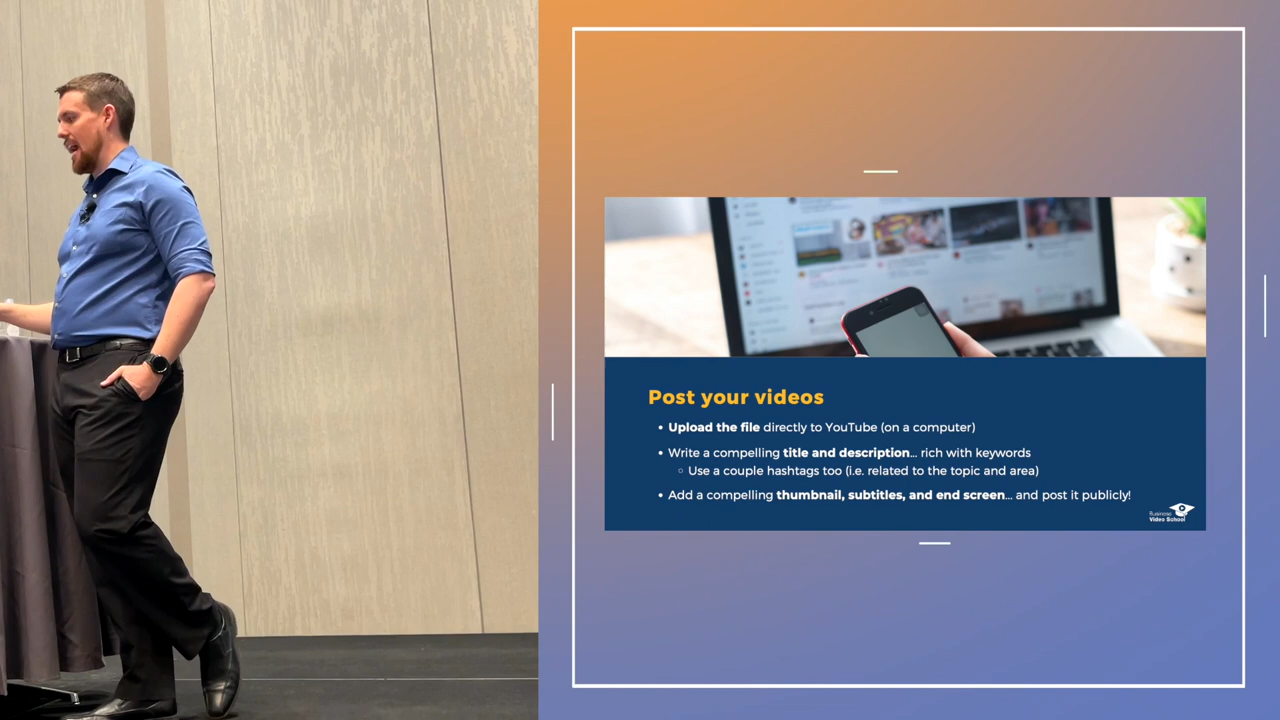 Post your videos
• Upload the file directly to YouTube (on a computer)
• Write a compelling title and description... rich with keywords
○ Use a couple hashtags too (i.e. related to the topic and area)
• Add a compelling thumbnail, subtitles, and end screen... and post it publicly!
Business
Video School